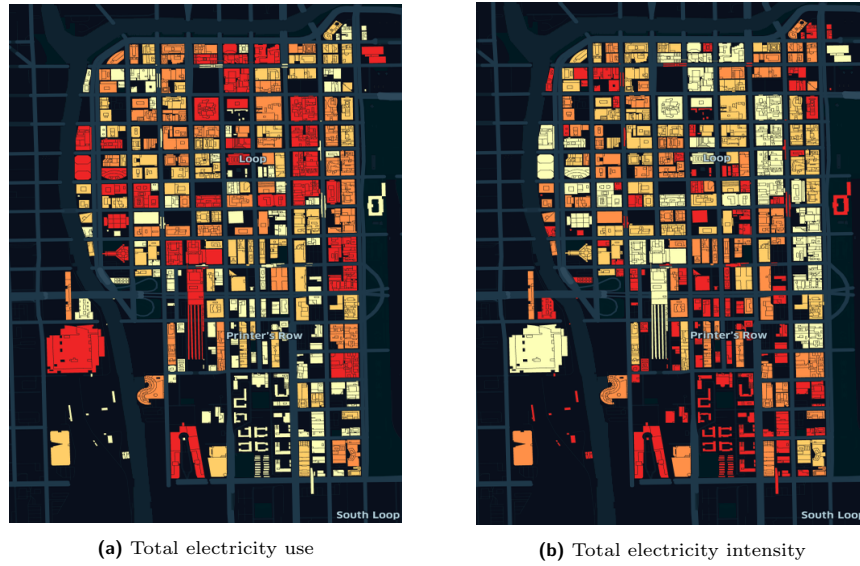 Loop
Loop
Printer's Row
Printer's Row
South Loop
South Loop
(a) Total electricity use
(b) Total electricity intensity